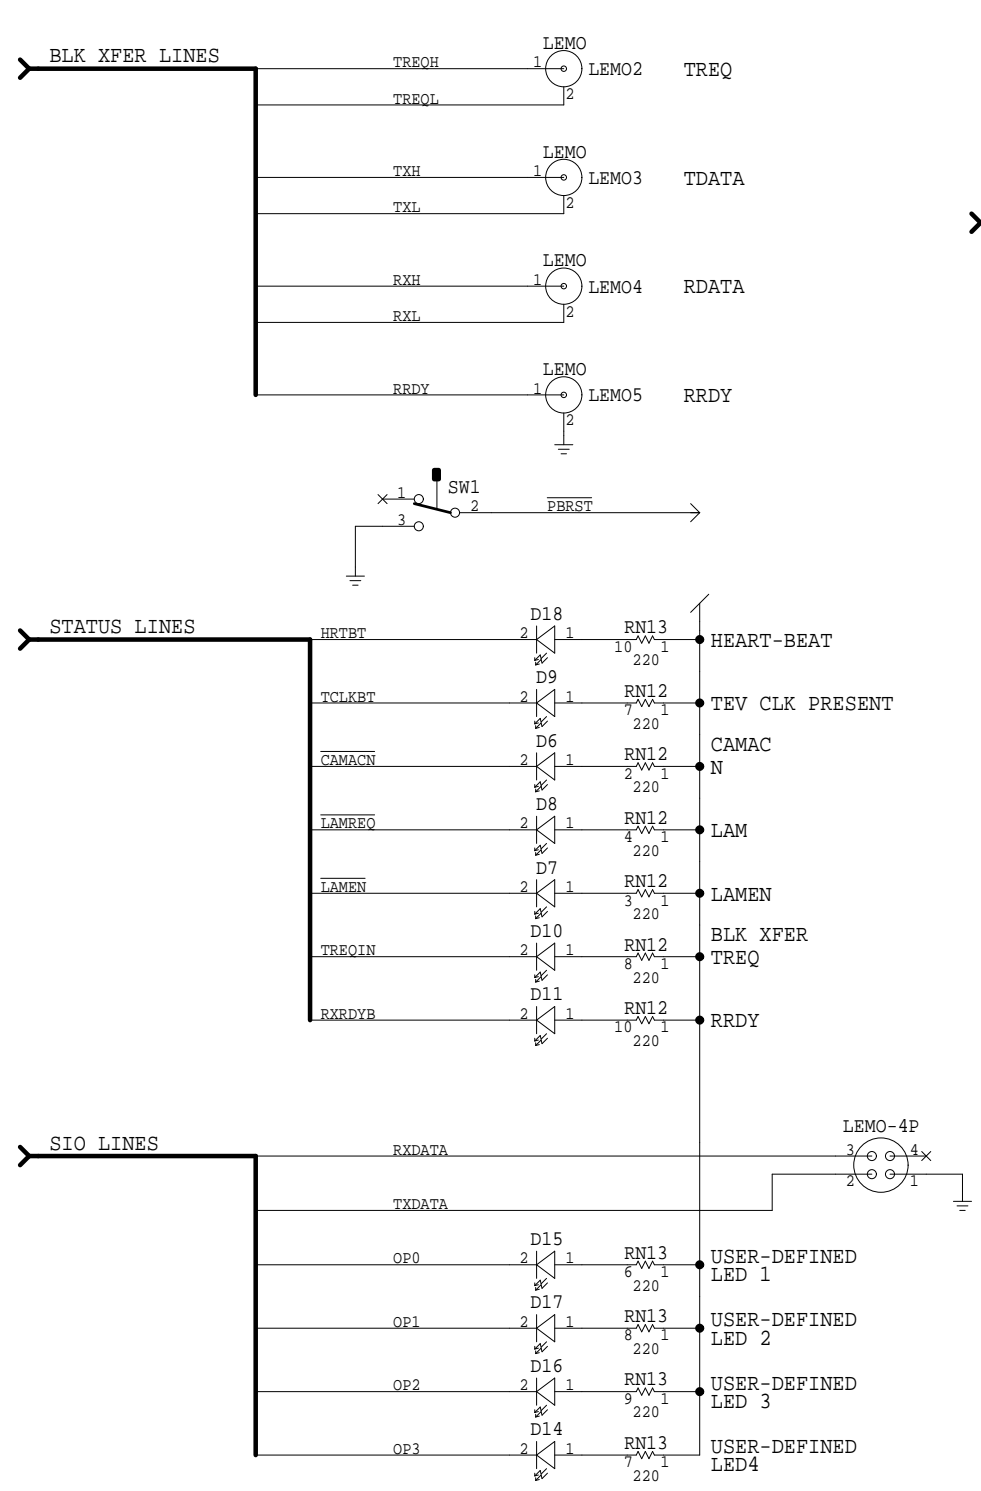 BLK XFER LINES
LEMO
TREQH 1 LEMO2 TREQ
TREQL 2
LEMO
TXH 1 LEMO3 TDATA
TXL 2
LEMO
RXH 1 LEMO4 RDATA
RXL 2
LEMO
RRDY 1 LEMO5 RRDY
2
1 SW1
2 PBRST
3
STATUS LINES
D18
HRTBT 2 1 RN13 10 1 220 HEART-BEAT
D9
TCLKBT 2 1 RN12 7 1 220 TEV CLK PRESENT
D6
CAMACN 2 1 RN12 2 1 220 CAMAC
N
D8
LAMREQ 2 1 RN12 4 1 220 LAM
D7
LAMEN 2 1 RN12 3 1 220 LAMEN
D10
TREQIN 2 1 RN12 8 1 220 BLK XFER
TREQ
D11
RXRDYB 2 1 RN12 10 1 220 RRDY
SIO LINES
LEMO-4P
RXDATA 3 4
TXDATA 2 1
D15
OP0 2 1 RN13 6 1 220 USER-DEFINED
LED 1
D17
OP1 2 1 RN13 8 1 220 USER-DEFINED
LED 2
D16
OP2 2 1 RN13 9 1 220 USER-DEFINED
LED 3
D14
OP3 2 1 RN13 7 1 220 USER-DEFINED
LED4